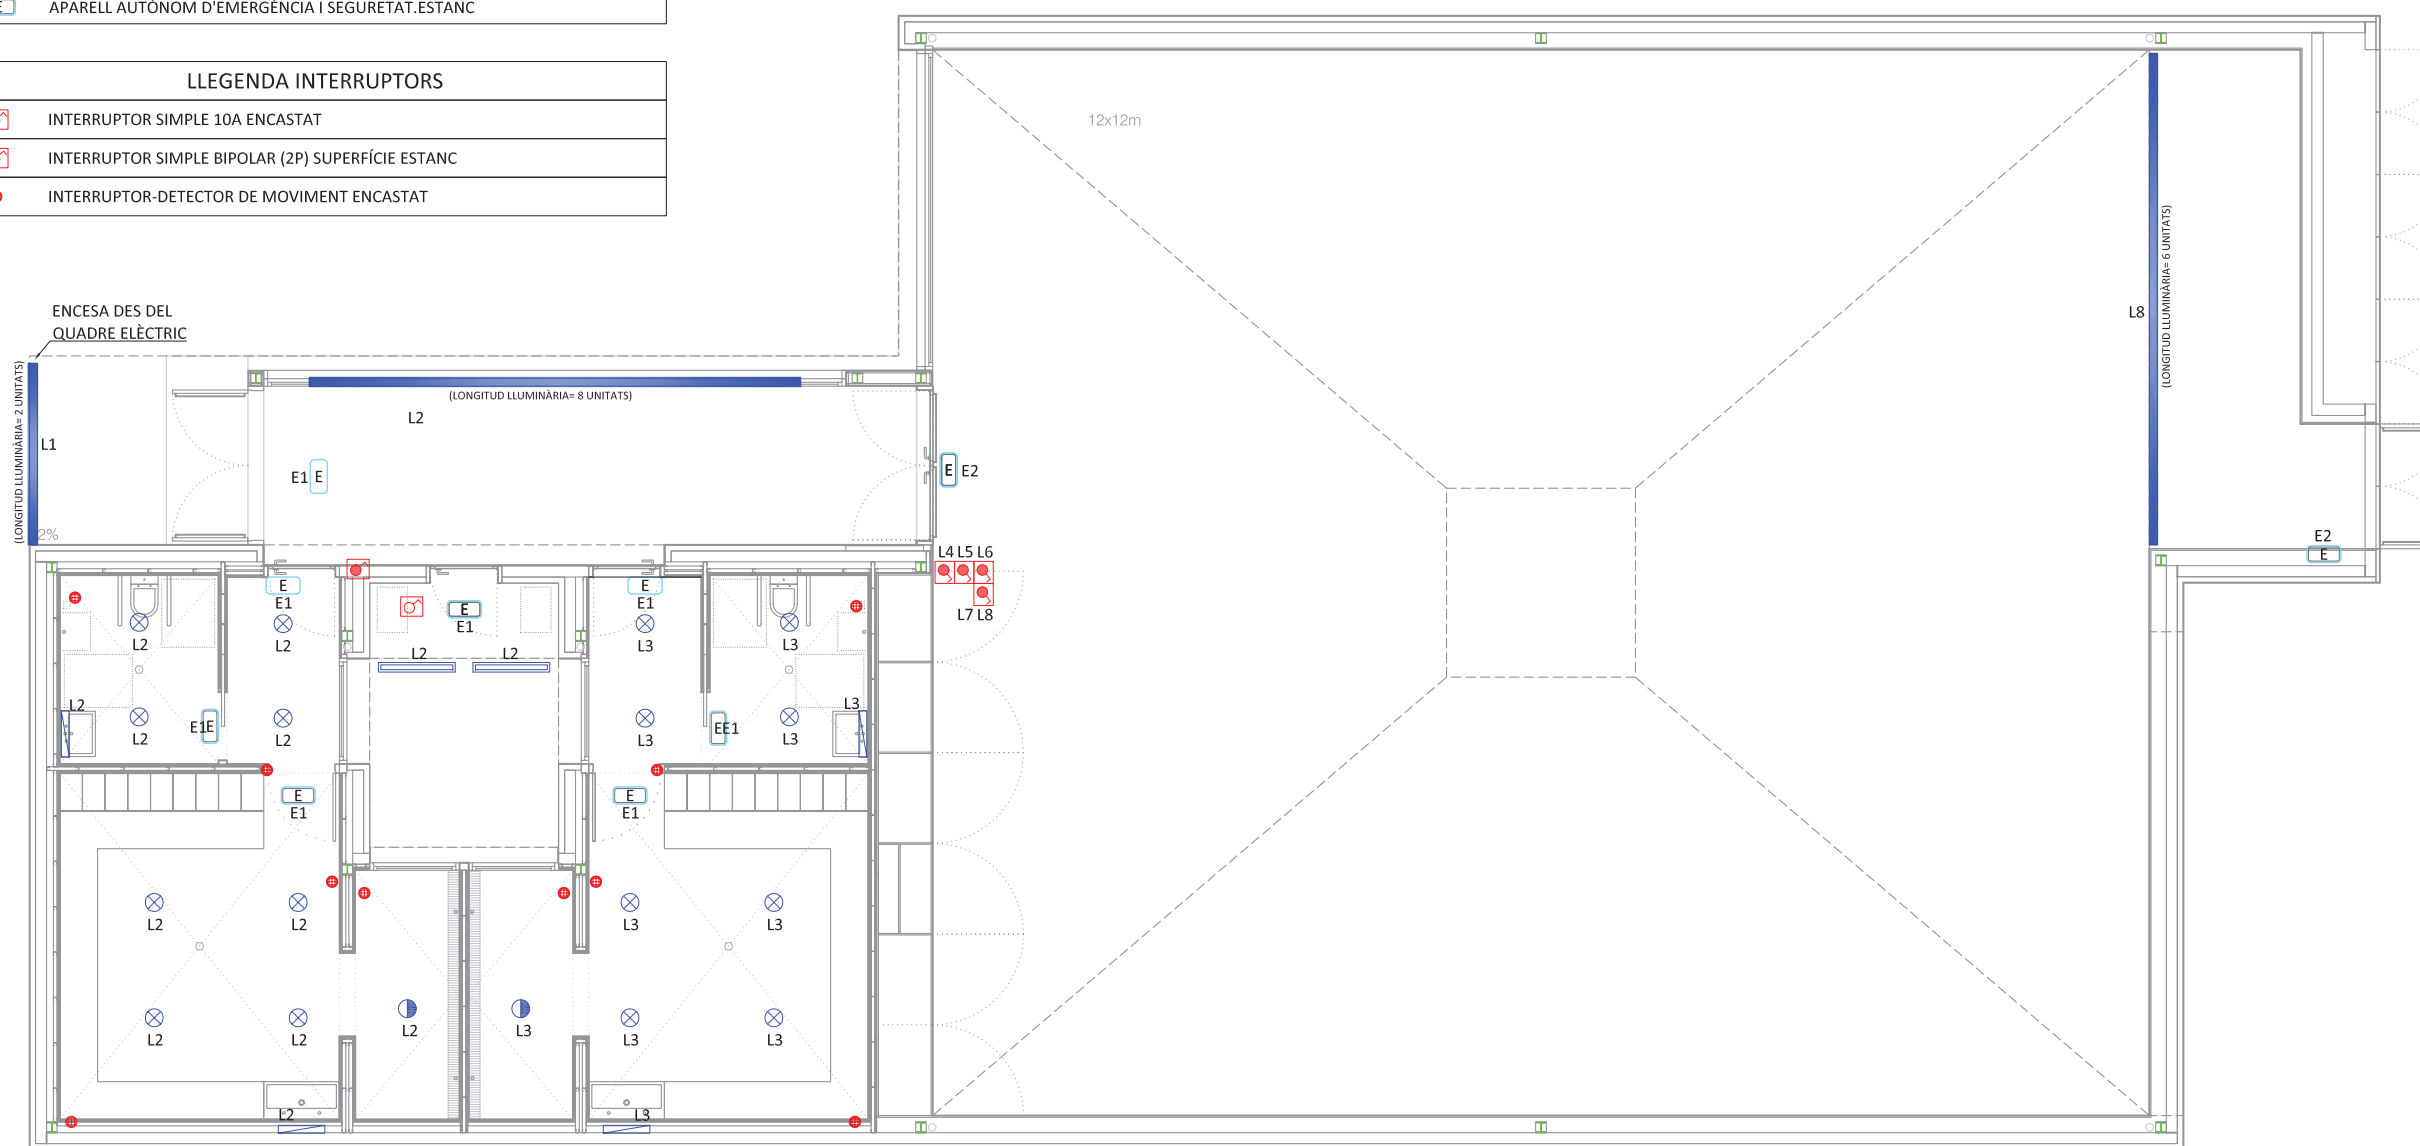 E APARELL AUTÒNOM D'EMERGÈNCIA I SEGURETAT.ESTANC
LLEGENDA INTERRUPTORS
INTERRUPTOR SIMPLE 10A ENCASTAT
INTERRUPTOR SIMPLE BIPOLAR (2P) SUPERFÍCIE ESTANC
INTERRUPTOR-DETECTOR DE MOVIMENT ENCASTAT
12x12m
ENCESA DES DEL
QUADRE ELÈCTRIC
(LONGITUD LLUMINÀRIA= 2 UNITATS)
L1
2%
(LONGITUD LLUMINÀRIA= 8 UNITATS)
L2
E1 E
E E2
L8
(LONGITUD LLUMINÀRIA= 6 UNITATS)
E2
E
L4 L5 L6
L7 L8
E
E1
E
E1
E
E1
L2
L2
L3
L3
L2
L2
L2
L3
E1 E
E E1
L2
L2
L3
L3
E
E1
E
E1
L2
L2
L3
L3
L2
L2
L2
L3
L3
L3
L2
L3